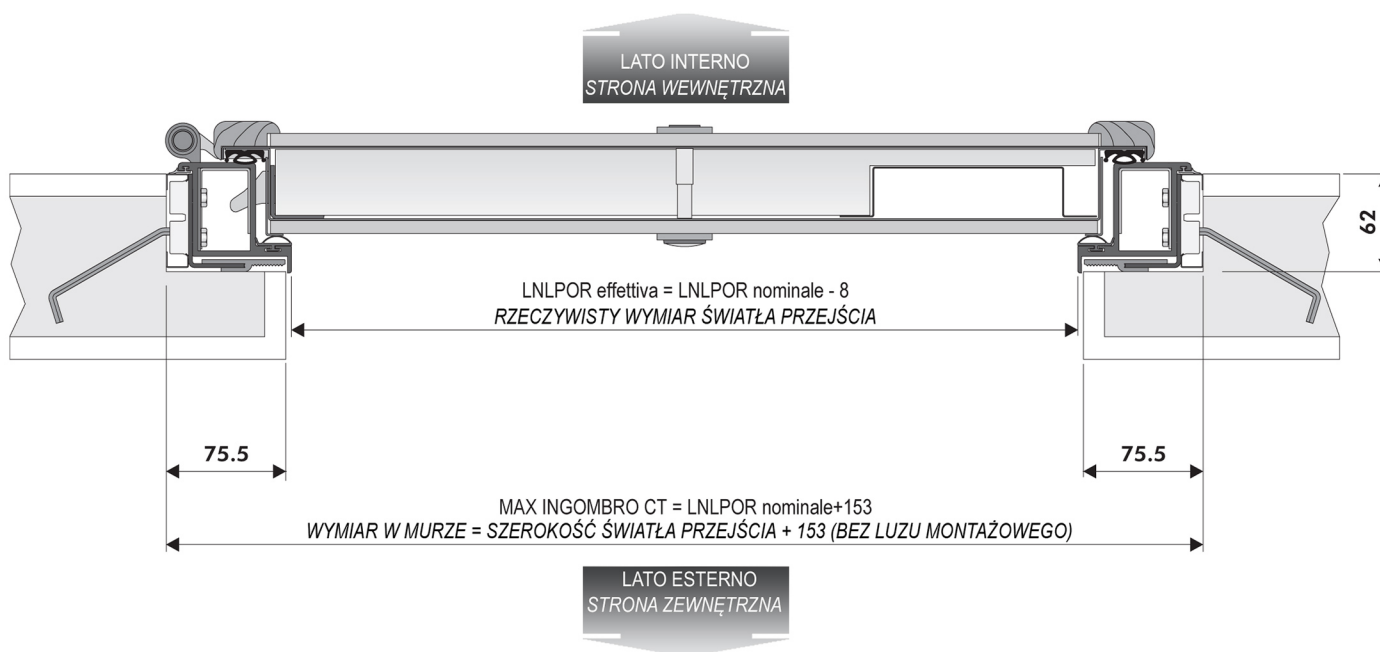 LATO INTERNO
STRONA WEWNĘTRZNA
62
LNLPOR effettiva = LNLPOR nominale - 8
RZECZYWISTY WYMIAR ŚWIATŁA PRZEJŚCIA
75.5
75.5
MAX INGOMBRO CT = LNLPOR nominale+153
WYMIAR W MURZE = SZEROKOŚĆ ŚWIATŁA PRZEJŚCIA + 153 (BEZ LUZU MONTAŻOWEGO)
LATO ESTERNO
STRONA ZEWNĘTRZNA